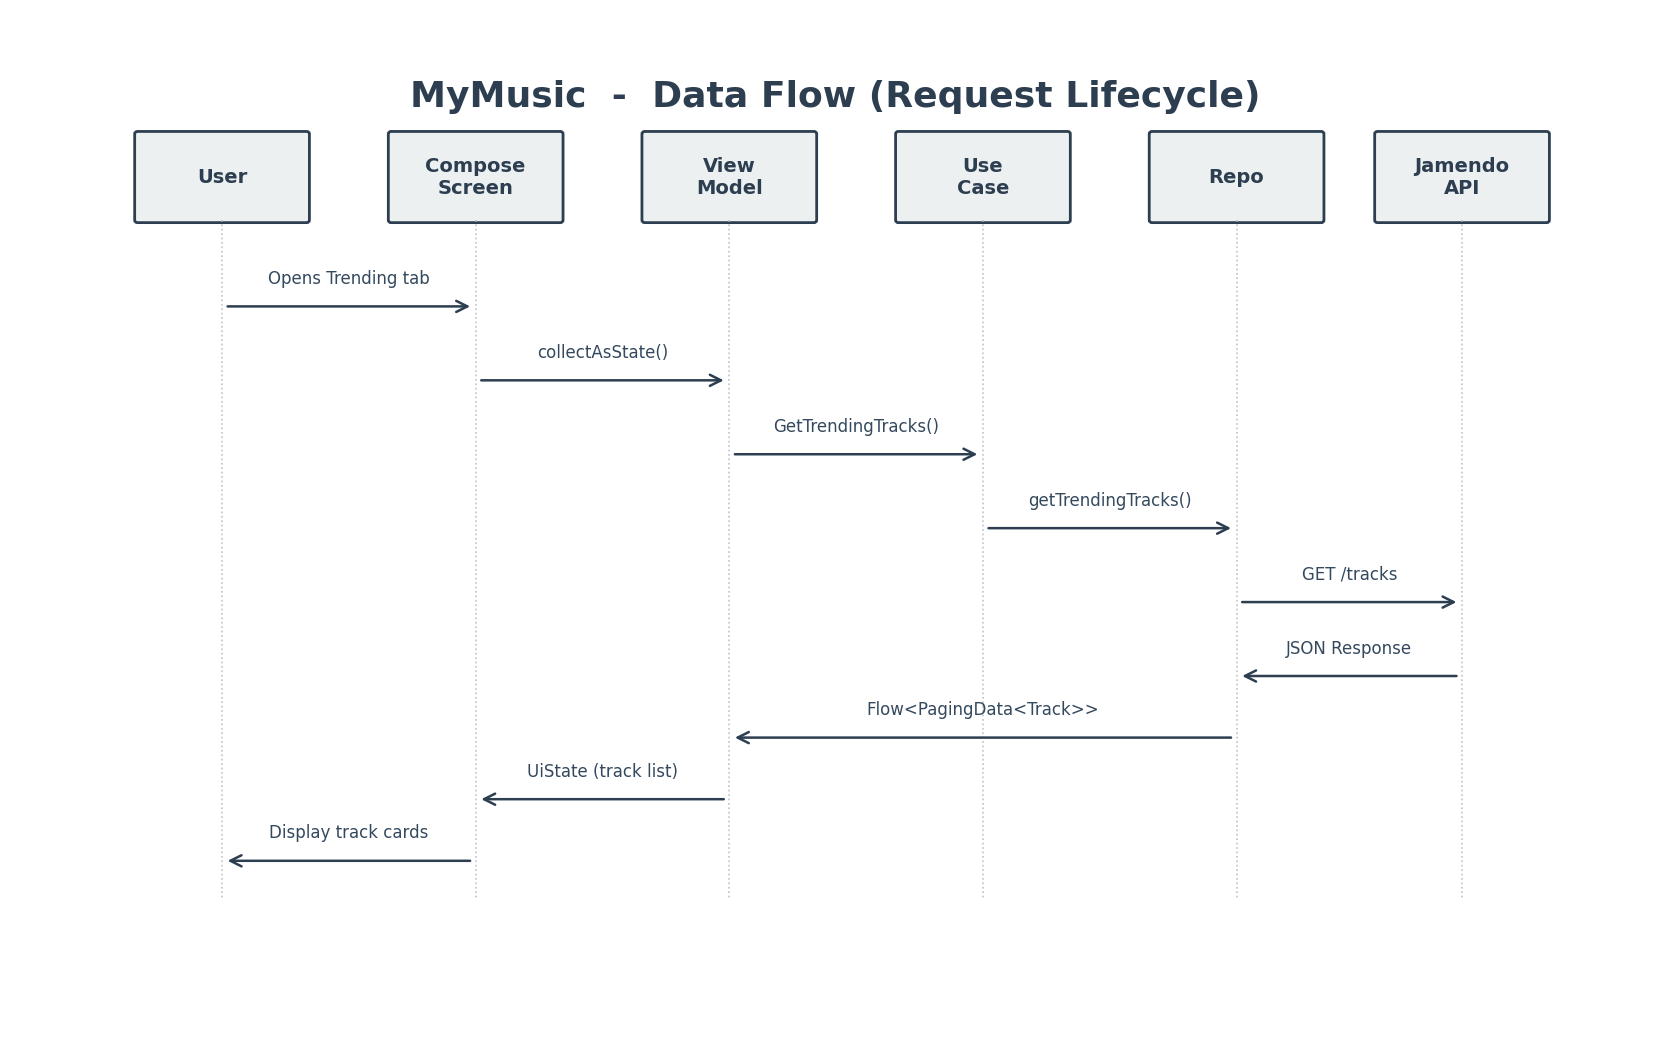 MyMusic - Data Flow (Request Lifecycle)
User
Compose
Screen
View
Model
Use
Case
Repo
Jamendo
API
Opens Trending tab
collectAsState()
GetTrendingTracks()
getTrendingTracks()
GET /tracks
JSON Response
Flow<PagingData<Track>>
UiState (track list)
Display track cards